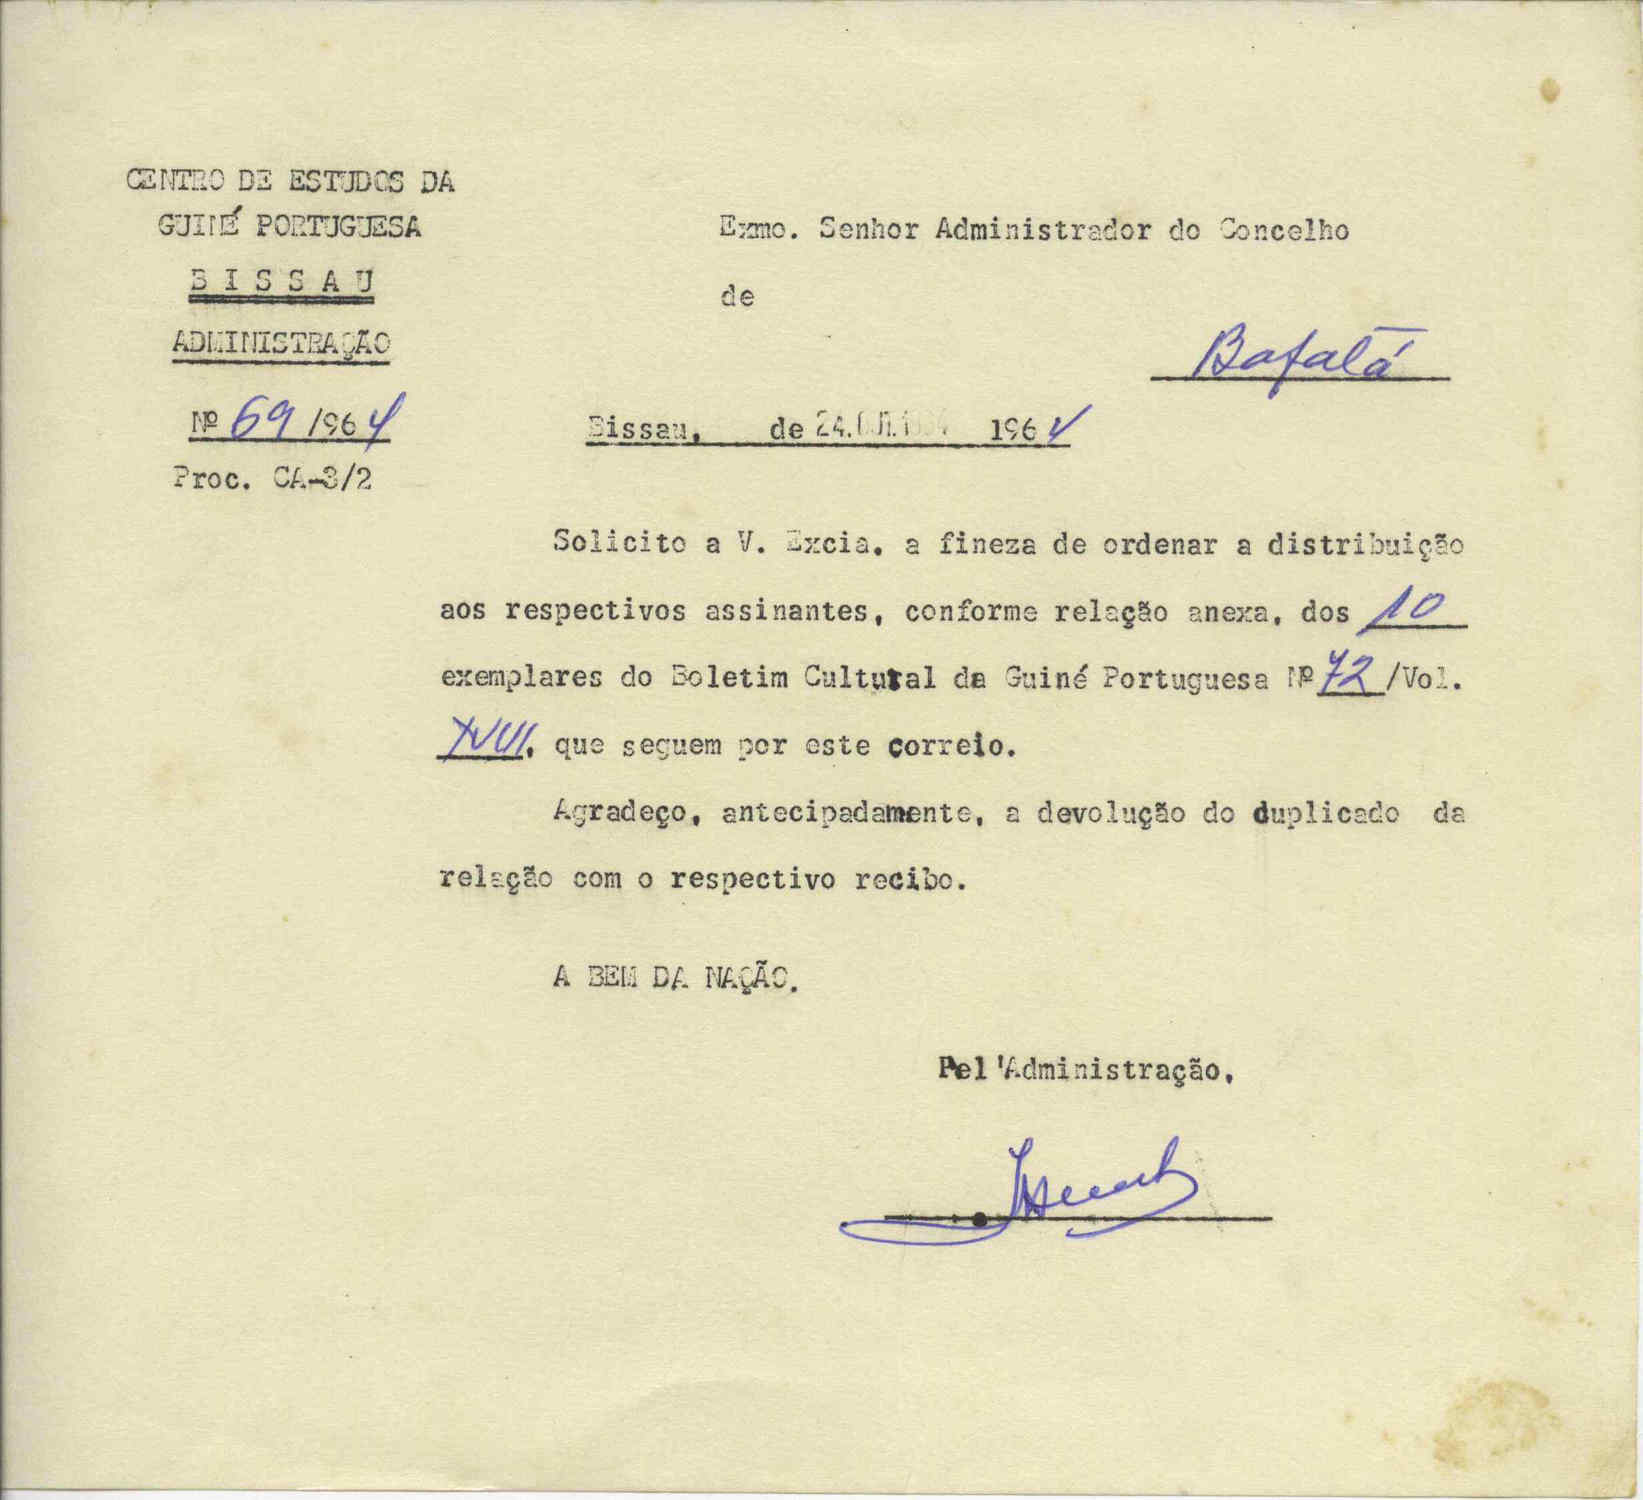 CENTRO DE ESTUDOS DA
GUINÉ PORTUGUESA
B I S S A U
ADMINISTRAÇÃO
Nº 69 /964
Proc. CA-3/2
Exmo. Senhor Administrador do Concelho
de
Bafatá
Bissau, de 24. 1964
Solicito a V. Excia. a fineza de ordenar a distribuição
aos respectivos assinantes, conforme relação anexa, dos 10
exemplares do Boletim Cultural da Guiné Portuguesa Nº 72 /Vol.
XVIII, que seguem por este correio.
Agradeço, antecipadamente, a devolução do duplicado da
relação com o respectivo recibo.
A BEM DA NAÇÃO.
Pel'Administração,